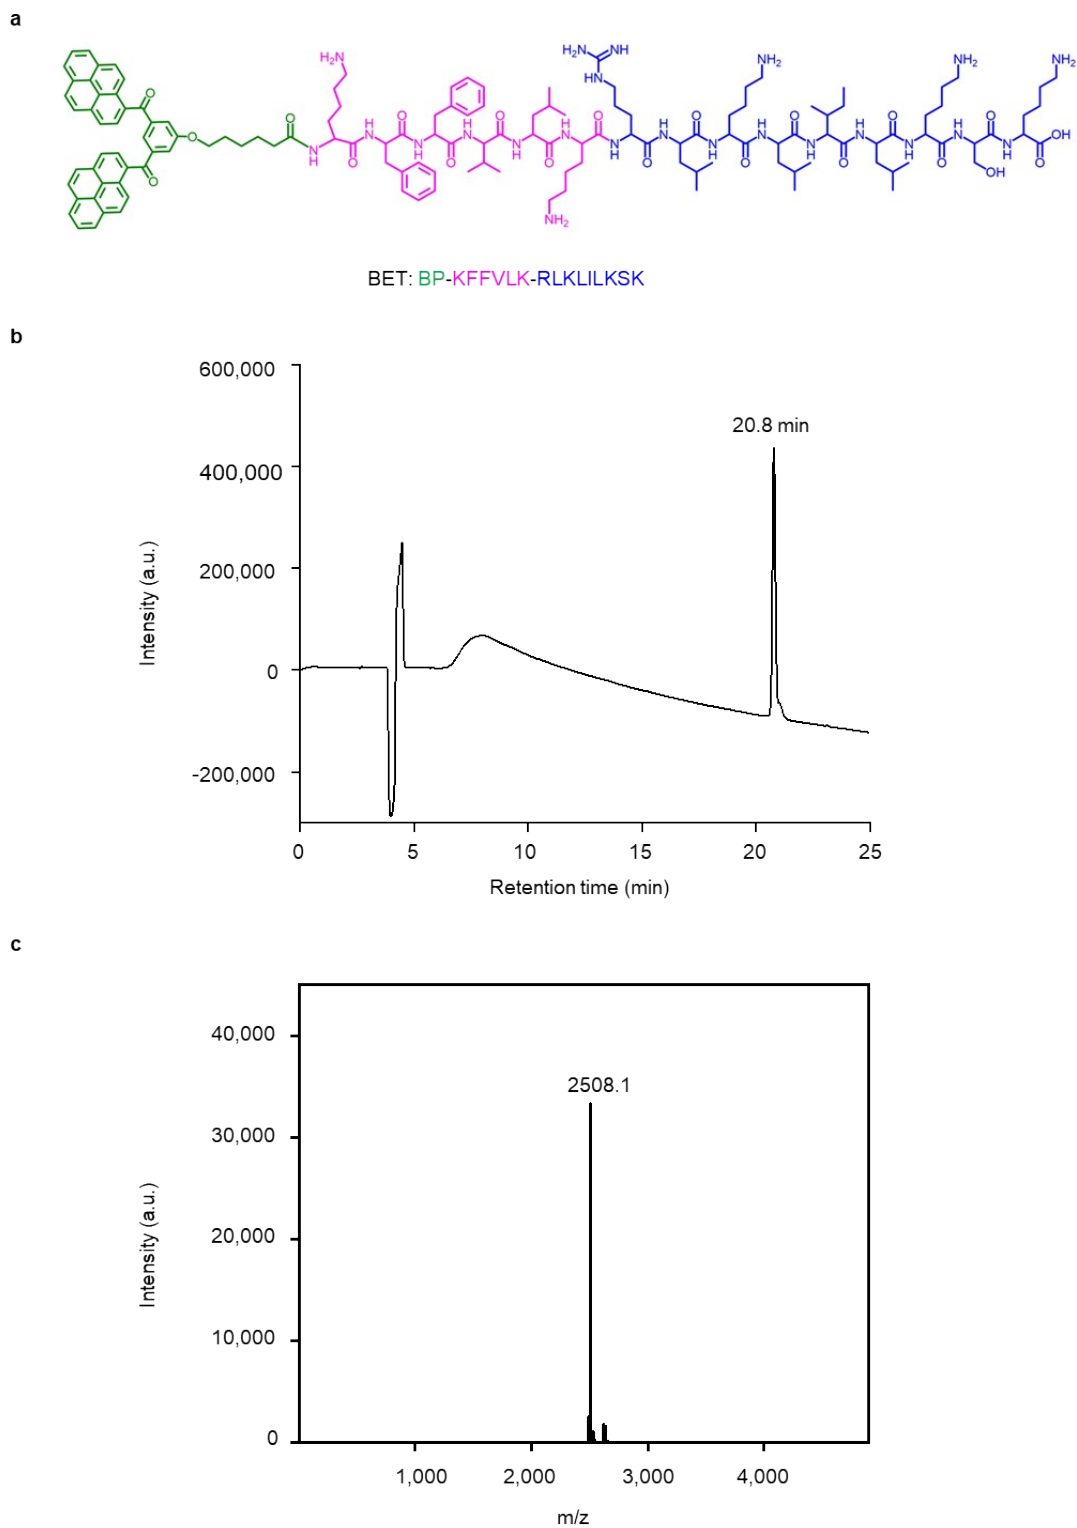 a
H₂N
NH₂
H₂N NH
HN
NH₂
NH₂
NH₂
O O O O O O O O O O
O H H H H H H H H OH
N N N N N N N N N
H H H H H H H H
O O O O O O O O O
NH₂
OH
BET: BP-KFFVLK-RLKLILKSK
b
600,000
400,000
200,000
0
-200,000
Intensity (a.u.)
20.8 min
0 5 10 15 20 25
Retention time (min)
c
40,000
30,000
20,000
10,000
0
Intensity (a.u.)
2508.1
1,000 2,000 3,000 4,000
m/z